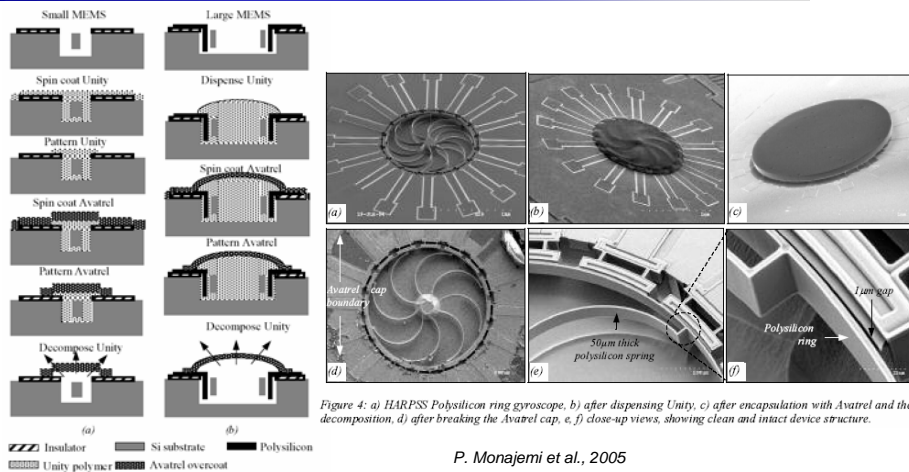 Small MEMS
Large MEMS
Spin coat Unity
Dispense Unity
Pattern Unity
Spin coat Avatrel
Spin coat Avatrel
Pattern Avatrel
Pattern Avatrel
Decompose Unity
Decompose Unity
(a)
(b)
Insulator
Si substrate
Polysilicon
Unity polymer
Avatrel overcoat
(a)
(b)
(c)
Avatrel cap
boundary
(d)
50µm thick
polysilicon spring
(e)
1µm gap
Polysilicon
ring
(f)
Figure 4: a) HARPSS Polysilicon ring gyroscope, b) after dispensing Unity, c) after encapsulation with Avatrel and the
decomposition, d) after breaking the Avatrel cap, e, f) close-up views, showing clean and intact device structure.
P. Monajemi et al., 2005